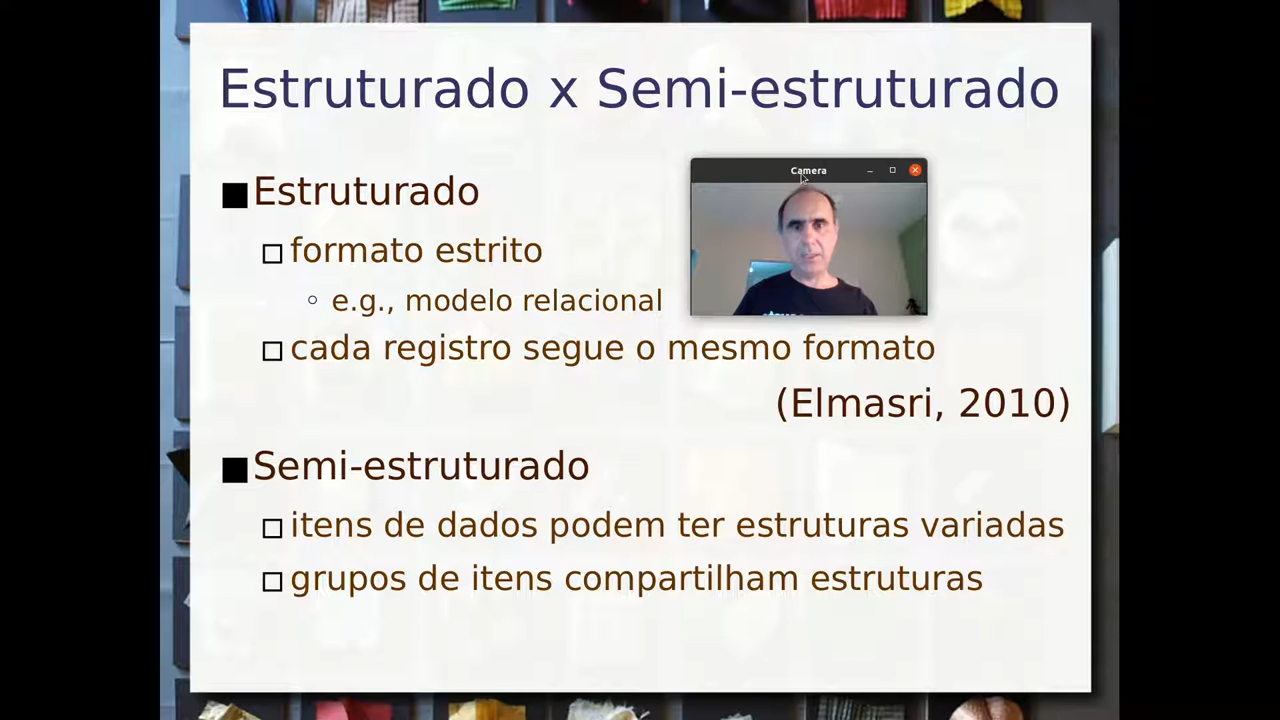 Estruturado x Semi-estruturado
Camera
Estruturado
formato estrito
e.g., modelo relacional
cada registro segue o mesmo formato
(Elmasri, 2010)
Semi-estruturado
itens de dados podem ter estruturas variadas
grupos de itens compartilham estruturas